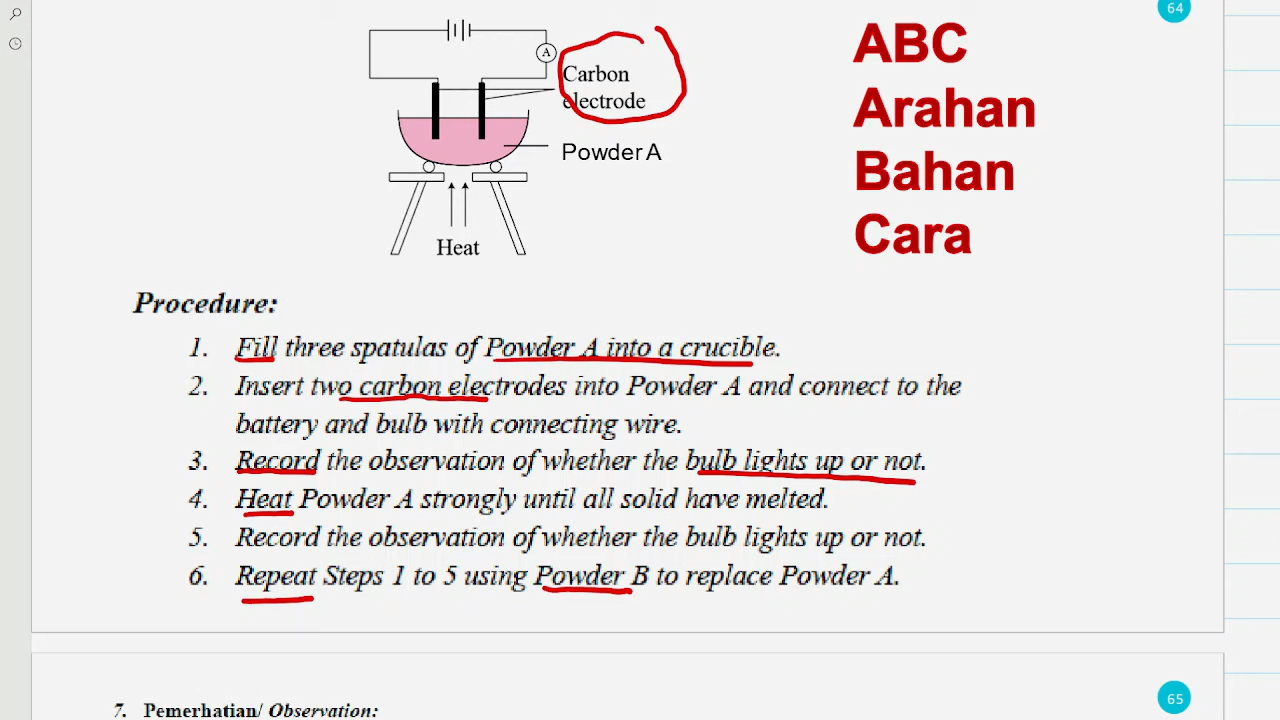 64
ABC
Arahan
Bahan
Cara
A
Carbon
electrode
Powder A
Heat
Procedure:
1. Fill three spatulas of Powder A into a crucible.
2. Insert two carbon electrodes into Powder A and connect to the
battery and bulb with connecting wire.
3. Record the observation of whether the bulb lights up or not.
4. Heat Powder A strongly until all solid have melted.
5. Record the observation of whether the bulb lights up or not.
6. Repeat Steps 1 to 5 using Powder B to replace Powder A.
65
7. Pemerhatian/ Observation: